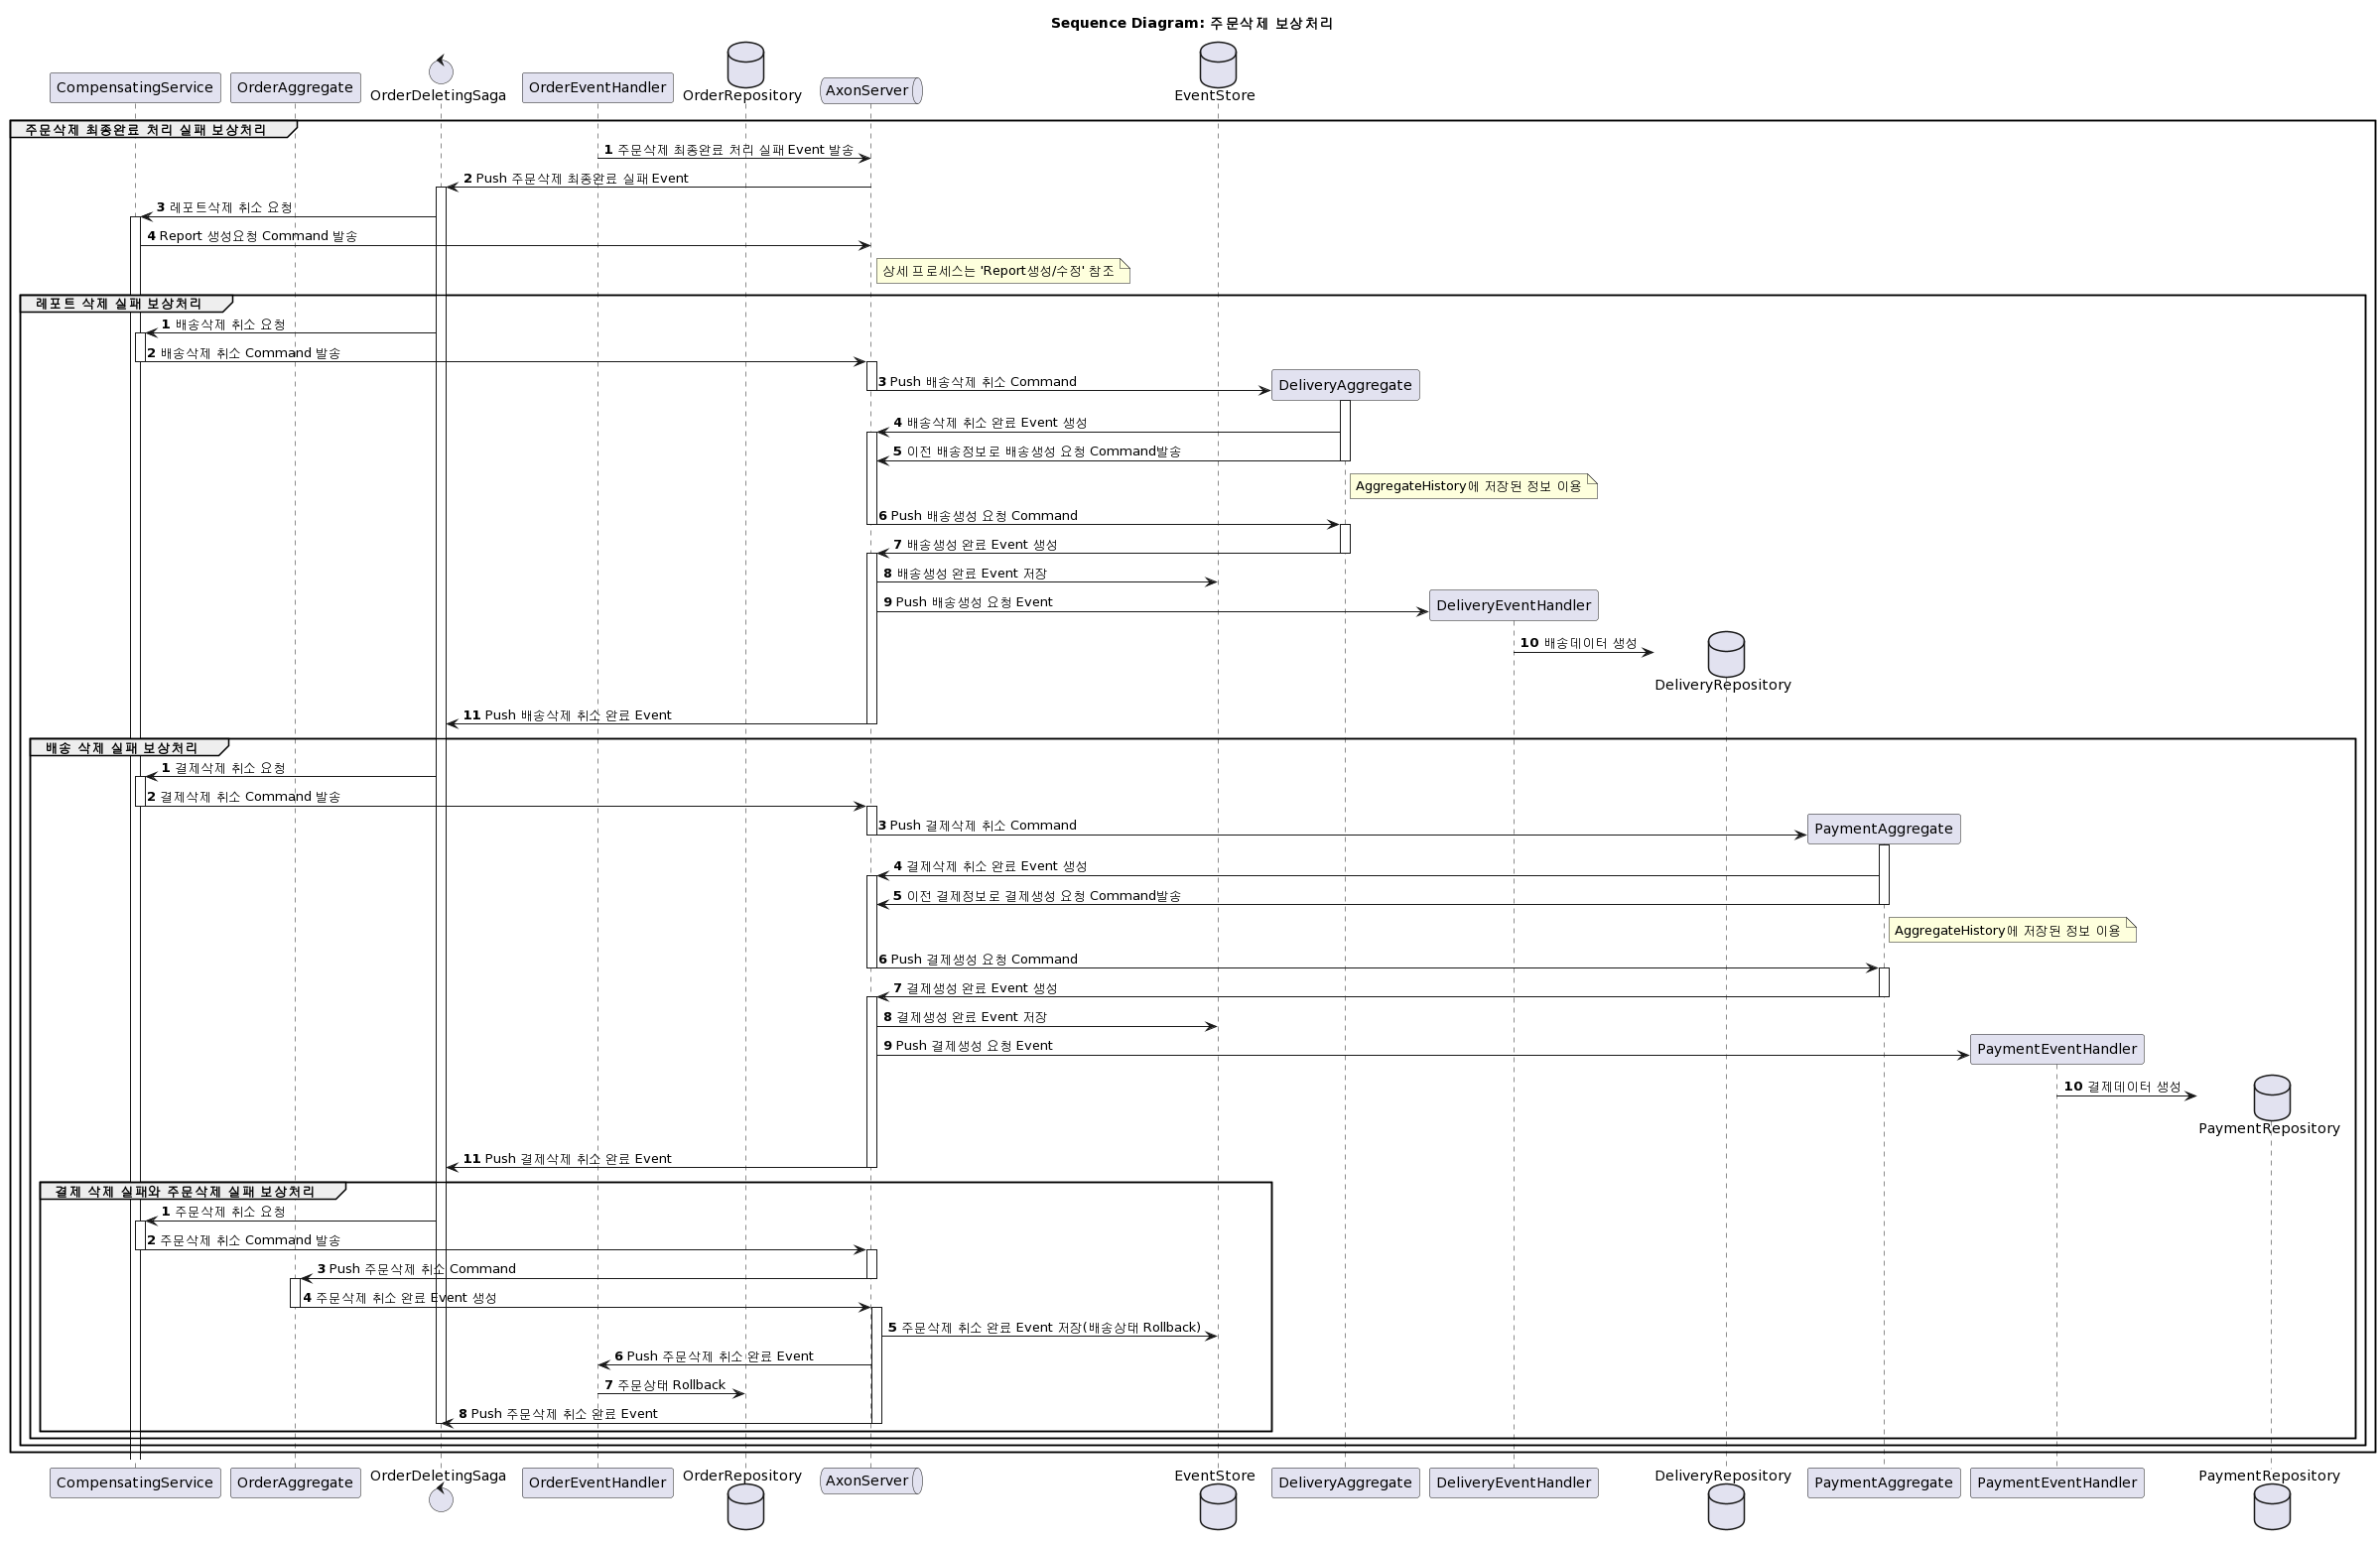 Sequence Diagram: 주문삭제 보상처리
CompensatingService
OrderAggregate
OrderDeletingSaga
OrderEventHandler
OrderRepository
AxonServer
EventStore
주문삭제 최종완료 처리 실패 보상처리
1 주문삭제 최종완료 처리 실패 Event 발송
2 Push 주문삭제 최종완료 실패 Event
3 레포트삭제 취소 요청
4 Report 생성요청 Command 발송
상세 프로세스는 'Report생성/수정' 참조
레포트 삭제 실패 보상처리
1 배송삭제 취소 요청
2 배송삭제 취소 Command 발송
3 Push 배송삭제 취소 Command
DeliveryAggregate
4 배송삭제 취소 완료 Event 생성
5 이전 배송정보로 배송생성 요청 Command발송
AggregateHistory에 저장된 정보 이용
6 Push 배송생성 요청 Command
7 배송생성 완료 Event 생성
8 배송생성 완료 Event 저장
9 Push 배송생성 요청 Event
DeliveryEventHandler
10 배송데이터 생성
DeliveryRepository
11 Push 배송삭제 취소 완료 Event
배송 삭제 실패 보상처리
1 결제삭제 취소 요청
2 결제삭제 취소 Command 발송
3 Push 결제삭제 취소 Command
PaymentAggregate
4 결제삭제 취소 완료 Event 생성
5 이전 결제정보로 결제생성 요청 Command발송
AggregateHistory에 저장된 정보 이용
6 Push 결제생성 요청 Command
7 결제생성 완료 Event 생성
8 결제생성 완료 Event 저장
9 Push 결제생성 요청 Event
PaymentEventHandler
10 결제데이터 생성
PaymentRepository
11 Push 결제삭제 취소 완료 Event
결제 삭제 실패와 주문삭제 실패 보상처리
1 주문삭제 취소 요청
2 주문삭제 취소 Command 발송
3 Push 주문삭제 취소 Command
4 주문삭제 취소 완료 Event 생성
5 주문삭제 취소 완료 Event 저장(배송상태 Rollback)
6 Push 주문삭제 취소 완료 Event
7 주문상태 Rollback
8 Push 주문삭제 취소 완료 Event
CompensatingService
OrderAggregate
OrderDeletingSaga
OrderEventHandler
OrderRepository
AxonServer
EventStore
DeliveryAggregate
DeliveryEventHandler
DeliveryRepository
PaymentAggregate
PaymentEventHandler
PaymentRepository